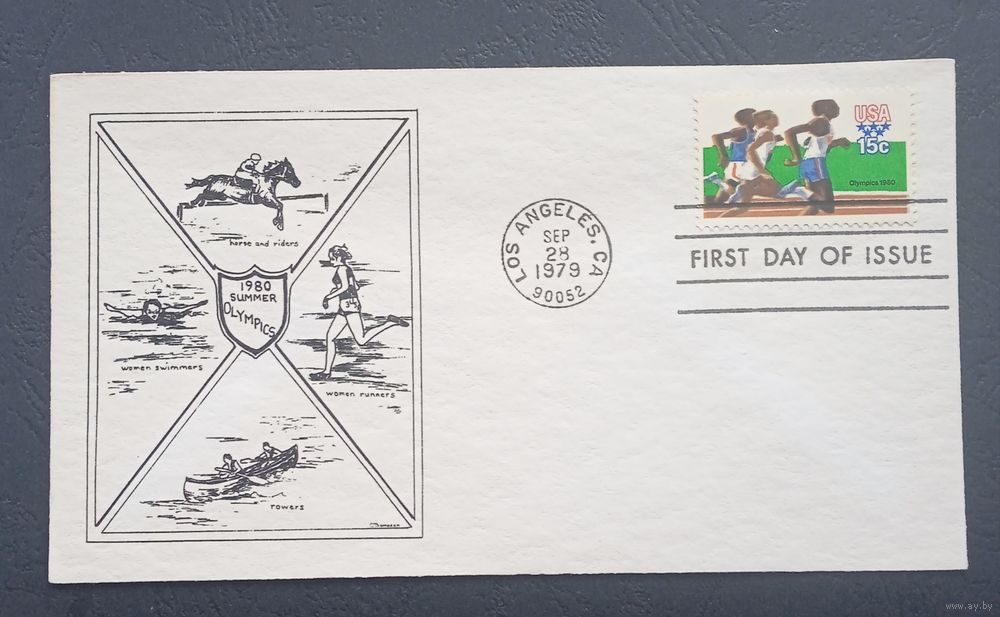 USA
15c
Olympics 1980
LOS ANGELES, CA
SEP
28
1979
90052
FIRST DAY OF ISSUE
horse and riders
1980
SUMMER
OLYMPICS
women swimmers
women runners
rowers
www.ay.by